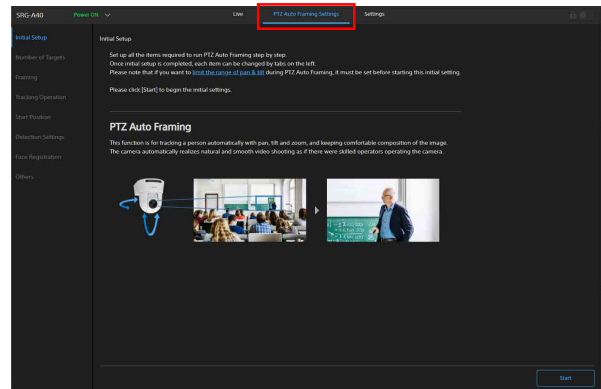 SRG-A40 Power ON Live PTZ Auto Framing Settings Settings
Initial Setup
Number of Targets
Framing
Tracking Operation
Start Position
Detection Settings
Face Registration
Others
Initial Setup
Set up all the items required to run PTZ Auto Framing step by step.
Once initial setup is completed, each item can be changed by tabs on the left.
Please note that if you want to limit the range of pan & tilt during PTZ Auto Framing, it must be set before starting this initial setting.
Please click [Start] to begin the initial settings.
PTZ Auto Framing
This function is for tracking a person automatically with pan, tilt and zoom, and keeping comfortable composition of the image.
The camera automatically realizes natural and smooth video shooting as if there were skilled operators operating the camera.
Start